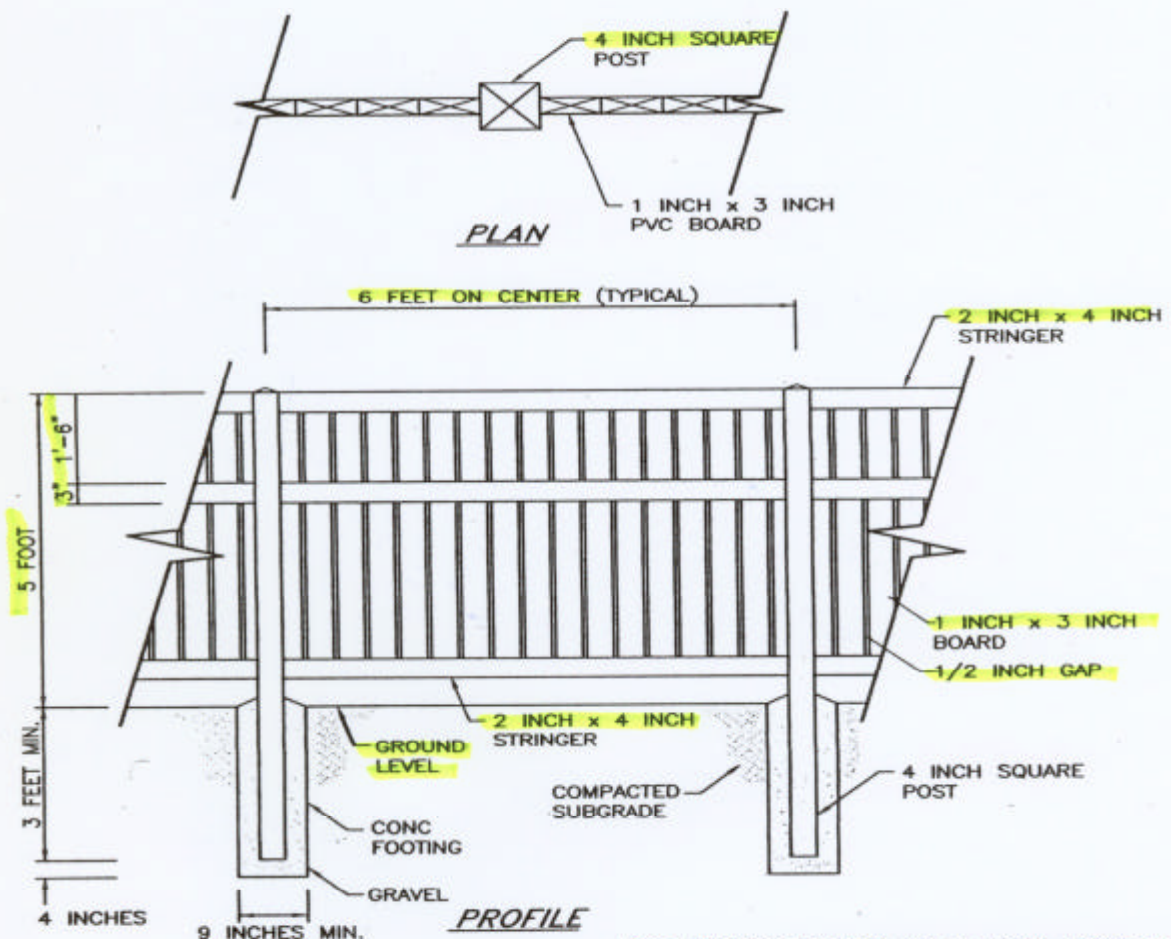 4 INCH SQUARE
POST
1 INCH x 3 INCH
PVC BOARD
PLAN
6 FEET ON CENTER (TYPICAL)
2 INCH x 4 INCH
STRINGER
3" 1'-6"
5 FOOT
1 INCH x 3 INCH
BOARD
1/2 INCH GAP
2 INCH x 4 INCH
STRINGER
GROUND
LEVEL
3 FEET MIN.
COMPACTED
SUBGRADE
4 INCH SQUARE
POST
CONC
FOOTING
GRAVEL
4 INCHES
9 INCHES MIN.
PROFILE